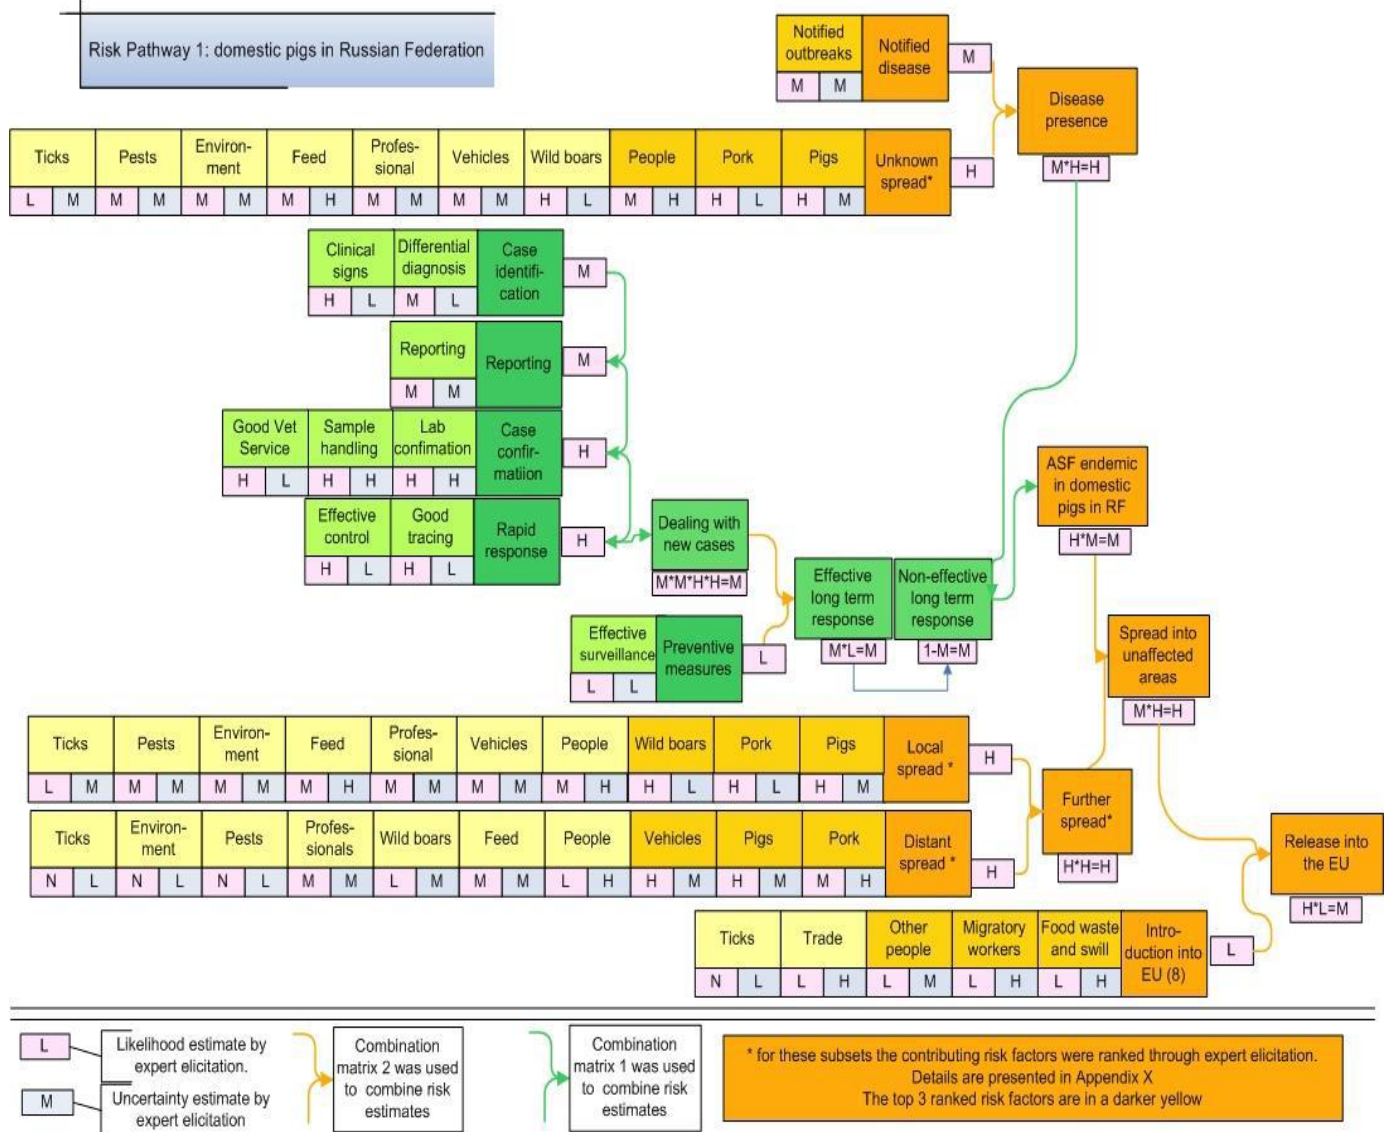 Risk Pathway 1: domestic pigs in Russian Federation
Notified
outbreaks
M M
Notified
disease
M
Disease
presence
M*H=H
Ticks
L M
Pests
M M
Environ-
ment
M M
Feed
M H
Profes-
sional
M M
Vehicles
M M
Wild boars
H L
People
M H
Pork
H L
Pigs
H M
Unknown
spread*
H
Clinical
signs
H L
Differential
diagnosis
M L
Case
identifi-
cation
M
Reporting
M M
Reporting
M
Good Vet
Service
H L
Sample
handling
H H
Lab
confimation
H H
Case
confir-
matiion
H
Effective
control
H L
Good
tracing
H L
Rapid
response
H
Dealing with
new cases
M*M*H*H=M
Effective
surveillance
L L
Preventive
measures
L
Effective
long term
response
M*L=M
Non-effective
long term
response
1-M=M
ASF endemic
in domestic
pigs in RF
H*M=M
Spread into
unaffected
areas
M*H=H
Ticks
L M
Pests
M M
Environ-
ment
M M
Feed
M H
Profes-
sional
M M
Vehicles
M M
People
M H
Wild boars
H L
Pork
H L
Pigs
H M
Local
spread *
H
Ticks
N L
Environ-
ment
N L
Pests
N L
Profes-
sionals
M M
Wild boars
L M
Feed
M M
People
L H
Vehicles
H M
Pigs
H M
Pork
M H
Distant
spread *
H
Further
spread*
H*H=H
Release into
the EU
H*L=M
Ticks
N L
Trade
L H
Other
people
L M
Migratory
workers
L H
Food waste
and swill
L H
Intro-
duction into
EU (8)
L
L
Likelihood estimate by
expert elicitation.
M
Uncertainty estimate by
expert elicitation
Combination
matrix 2 was used
to combine risk
estimates
Combination
matrix 1 was used
to combine risk
estimates
* for these subsets the contributing risk factors were ranked through expert elicitation.
Details are presented in Appendix X
The top 3 ranked risk factors are in a darker yellow